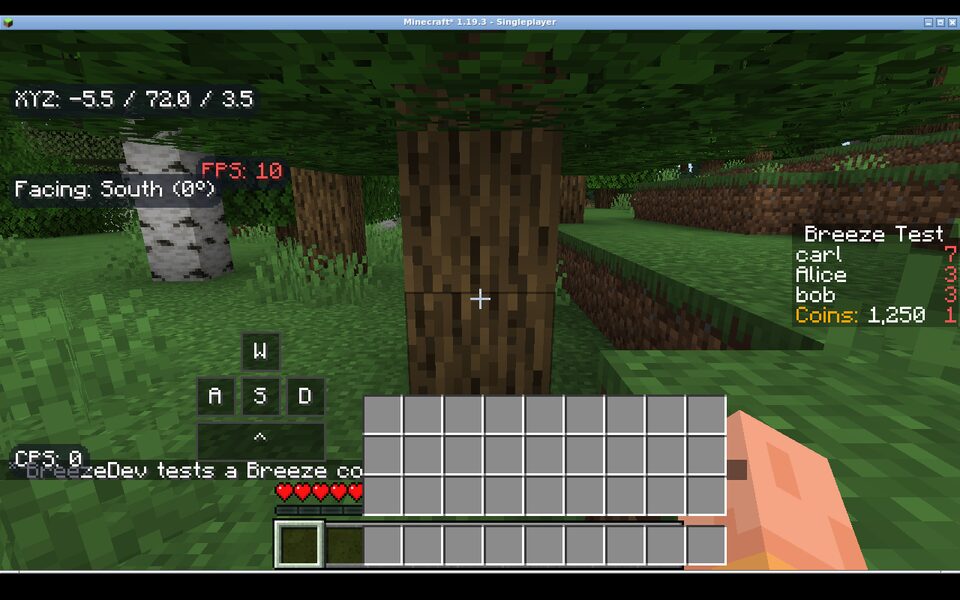 Minecraft* 1.19.3 - Singleplayer
XYZ: -5.5 / 72.0 / 3.5
FPS: 10
Facing: South (0°)
Breeze Test
carl 7
Alice 3
bob 3
Coins: 1,250 1
W
A S D
^
CPS: 0
BreezeDev tests a Breeze co